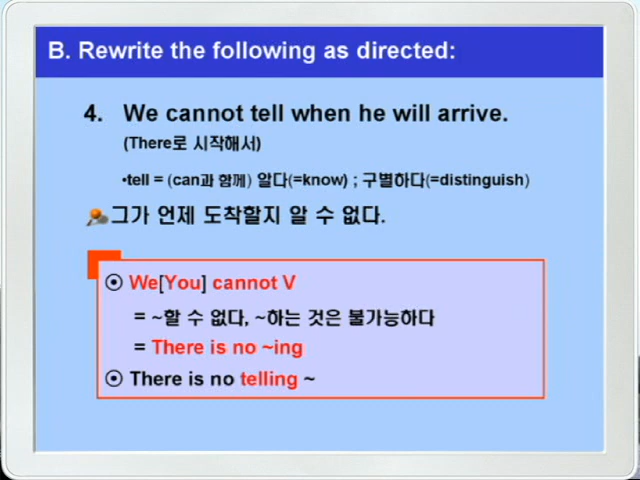 B. Rewrite the following as directed:
4. We cannot tell when he will arrive.
(There로 시작해서)
•tell = (can과 함께) 알다(=know) ; 구별하다(=distinguish)
그가 언제 도착할지 알 수 없다.
⊙ We[You] cannot V
= ~할 수 없다, ~하는 것은 불가능하다
= There is no ~ing
⊙ There is no telling ~